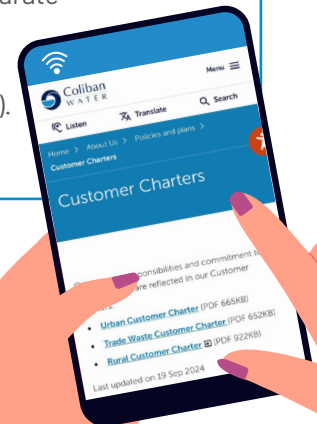 urate
).
Coliban
WATER
Menu
Listen
Translate
Search
Home > About Us > Policies and plans >
Customer Charters
Customer Charters
onsibilities and commitment to
are reflected in our Customer
• Urban Customer Charter (PDF 665KB)
• Trade Waste Customer Charter (PDF 652KB)
• Rural Customer Charter (PDF 922KB)
Last updated on 19 Sep 2024